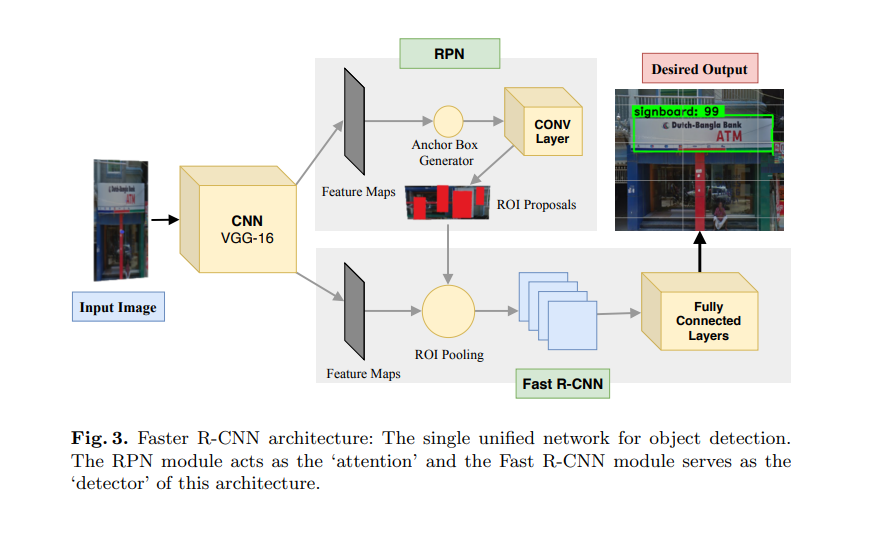 RPN
Desired Output
signboard: 99
Dutch-Bangla Bank
ATM
CONV
Layer
Anchor Box
Generator
Feature Maps
ROI Proposals
CNN
VGG-16
ATM
Input Image
Fully
Connected
Layers
ROI Pooling
Feature Maps
Fast R-CNN
Fig. 3. Faster R-CNN architecture: The single unified network for object detection.
The RPN module acts as the ‘attention’ and the Fast R-CNN module serves as the
‘detector’ of this architecture.